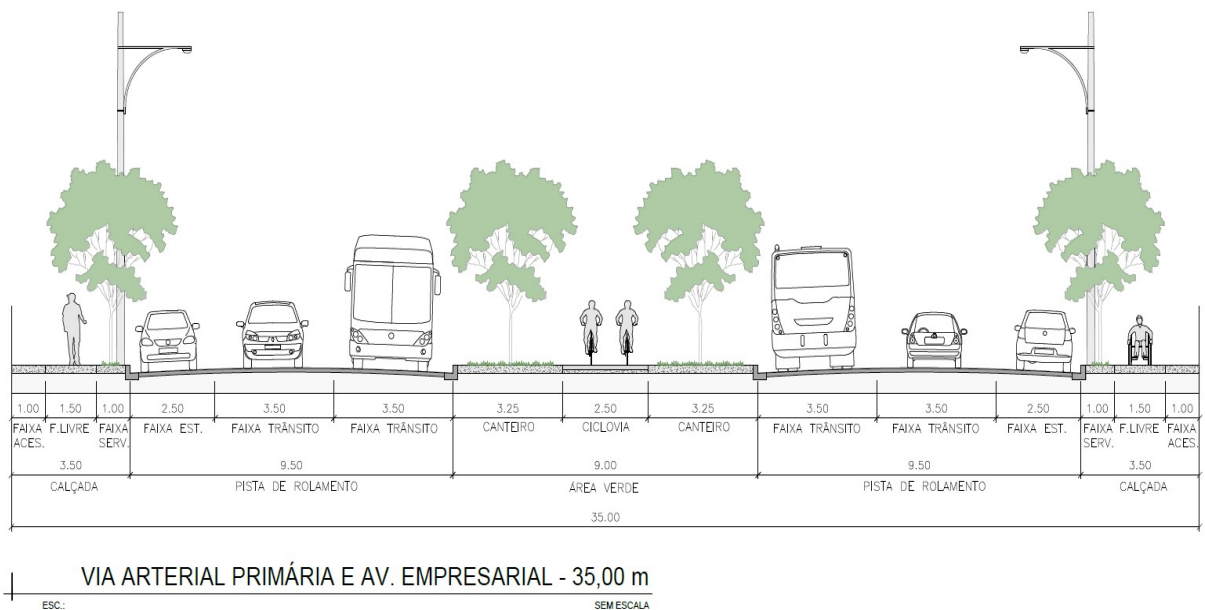 1.00 1.50 1.00 2.50 3.50 3.50 3.25 2.50 3.25 3.50 3.50 2.50 1.00 1.50 1.00
FAIXA F.LIVRE FAIXA FAIXA EST. FAIXA TRÂNSITO FAIXA TRÂNSITO CANTEIRO CICLOVIA CANTEIRO FAIXA TRÂNSITO FAIXA TRÂNSITO FAIXA EST. FAIXA F.LIVRE FAIXA
ACES. SERV. SERV. ACES.
3.50 9.50 9.00 9.50 3.50
CALÇADA PISTA DE ROLAMENTO ÁREA VERDE PISTA DE ROLAMENTO CALÇADA
35.00
VIA ARTERIAL PRIMÁRIA E AV. EMPRESARIAL - 35,00 m
ESC.: SEM ESCALA